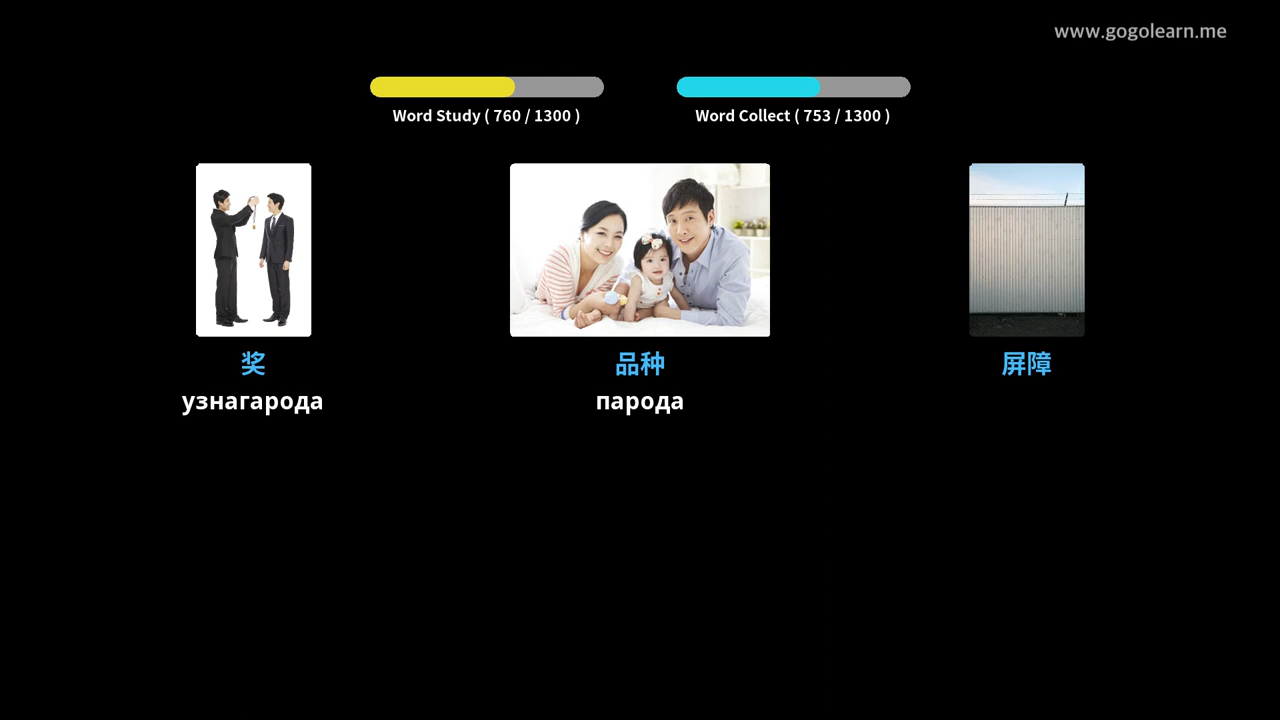 www.gogolearn.me
Word Study ( 760 / 1300 )
Word Collect ( 753 / 1300 )
奖
品种
屏障
узнагарода
парода